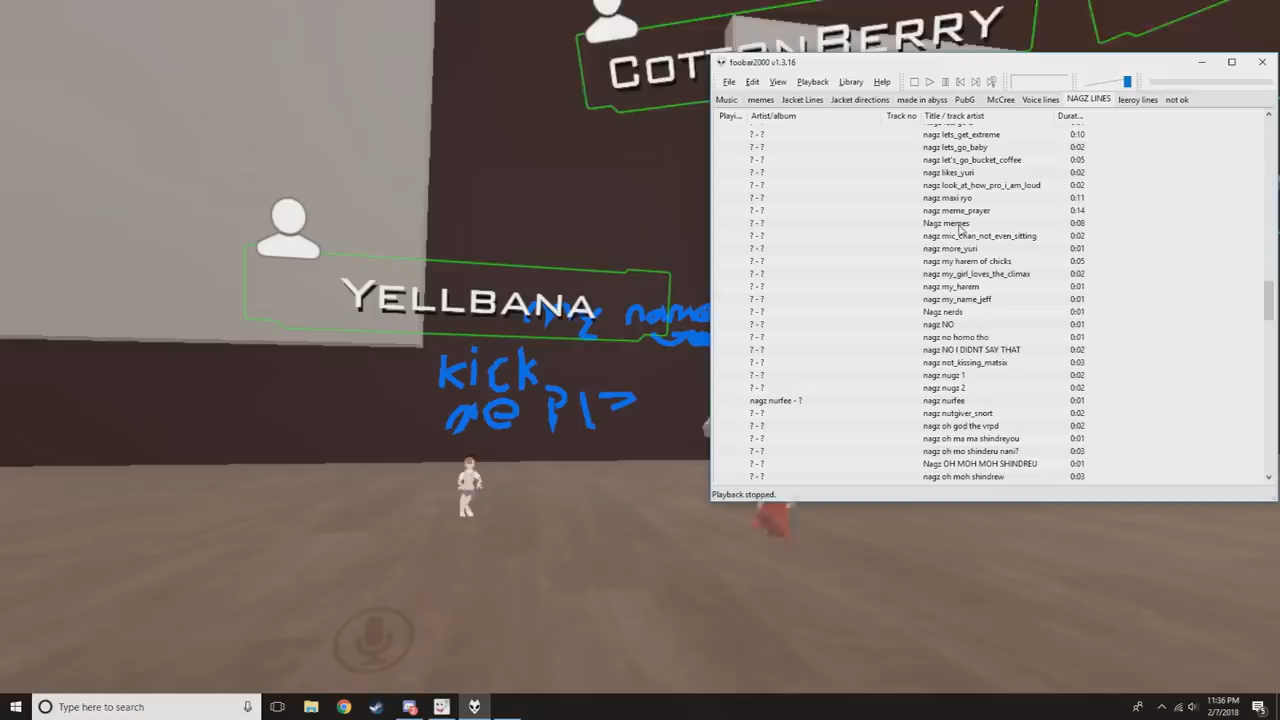 COTTONBERRY
YELLBANA
name
kick
me Plz
foobar2000 v1.3.16
File Edit View Playback Library Help
Music memes Jacket Lines Jacket directions made in abyss PubG McCree Voice lines NAGZ LINES leeroy lines not ok
Playi... Artist/album Track no Title / track artist Durat...
? - ? nagz lets_get_extreme 0:10
? - ? nagz lets_go_baby 0:02
? - ? nagz let's_go_bucket_coffee 0:05
? - ? nagz likes_yuri 0:02
? - ? nagz look_at_how_pro_i_am_loud 0:02
? - ? nagz maxi ryo 0:11
? - ? nagz meme_prayer 0:14
? - ? Nagz memes 0:08
? - ? nagz mic_chan_not_even_sitting 0:02
? - ? nagz more_yuri 0:01
? - ? nagz my harem of chicks 0:05
? - ? nagz my_girl_loves_the_climax 0:02
? - ? nagz my_harem 0:01
? - ? nagz my_name_jeff 0:01
? - ? Nagz nerds 0:01
? - ? nagz NO 0:01
? - ? nagz no homo tho 0:01
? - ? nagz NO I DIDNT SAY THAT 0:02
? - ? nagz not_kissing_matsix 0:03
? - ? nagz nugz 1 0:02
? - ? nagz nugz 2 0:02
nagz nurfee - ? nagz nurfee 0:01
? - ? nagz nutgiver_snort 0:02
? - ? nagz oh god the vrpd 0:02
? - ? nagz oh ma ma shindreyou 0:01
? - ? nagz oh mo shinderu nani? 0:03
? - ? Nagz OH MOH MOH SHINDREU 0:01
? - ? nagz oh moh shindrew 0:03
Playback stopped.
Type here to search
11:36 PM
2/7/2018